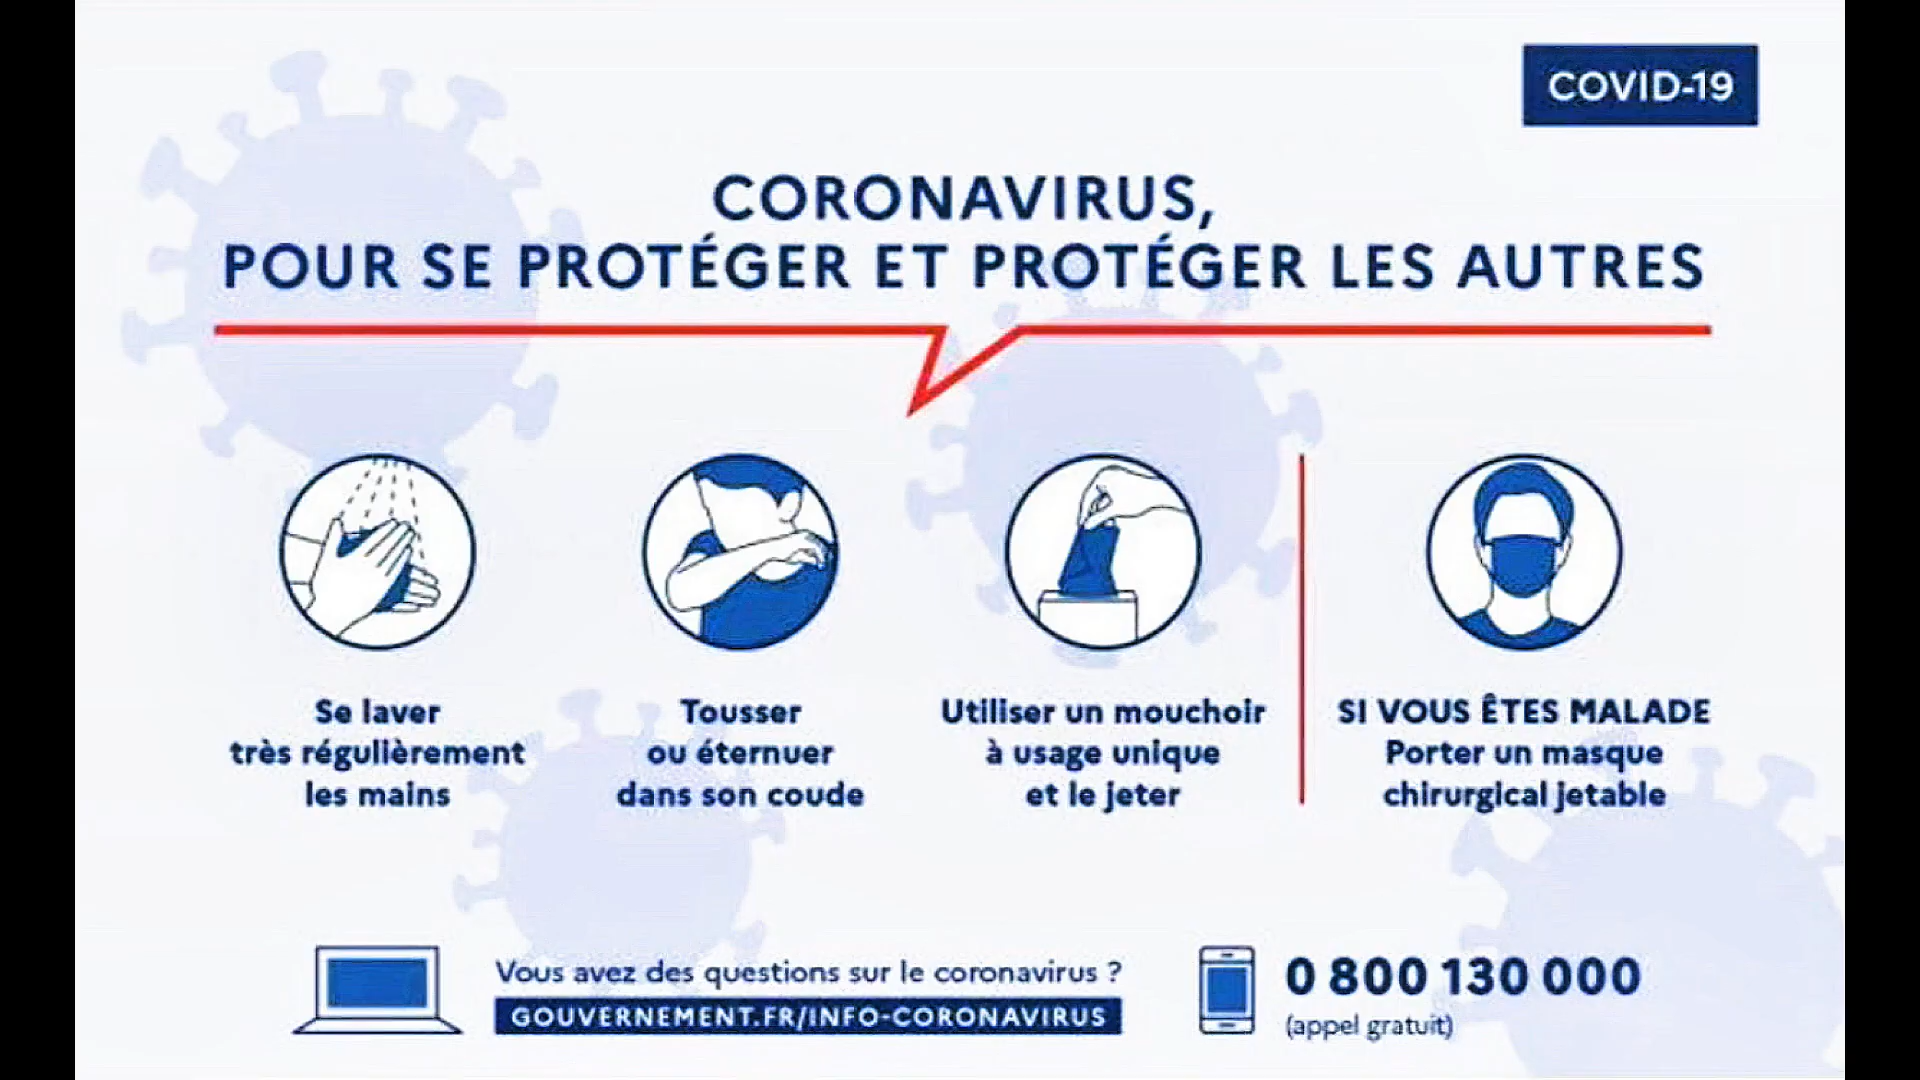 COVID-19
CORONAVIRUS,
POUR SE PROTÉGER ET PROTÉGER LES AUTRES
Se laver
très régulièrement
les mains
Tousser
ou éternuer
dans son coude
Utiliser un mouchoir
à usage unique
et le jeter
SI VOUS ÊTES MALADE
Porter un masque
chirurgical jetable
Vous avez des questions sur le coronavirus ?
GOUVERNEMENT.FR/INFO-CORONAVIRUS
0 800 130 000
(appel gratuit)